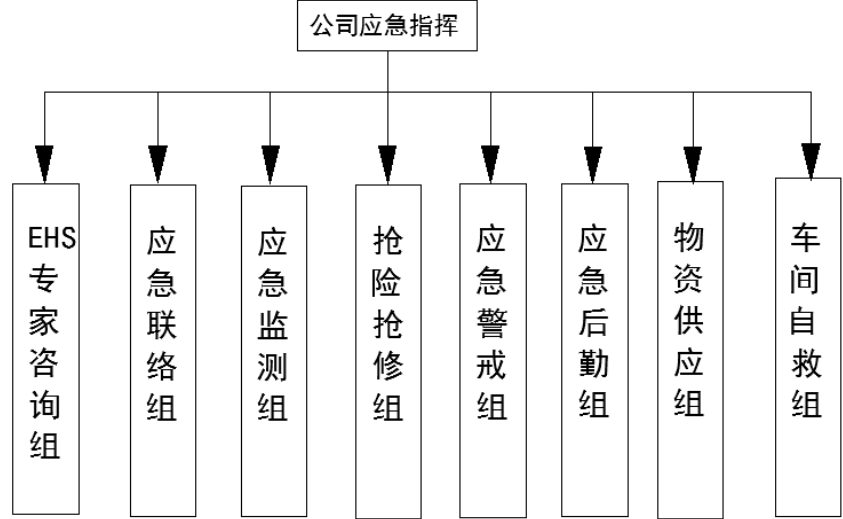 公司应急指挥
EHS专家咨询组
应急联络组
应急监测组
抢险抢修组
应急警戒组
应急后勤组
物资供应组
车间自救组